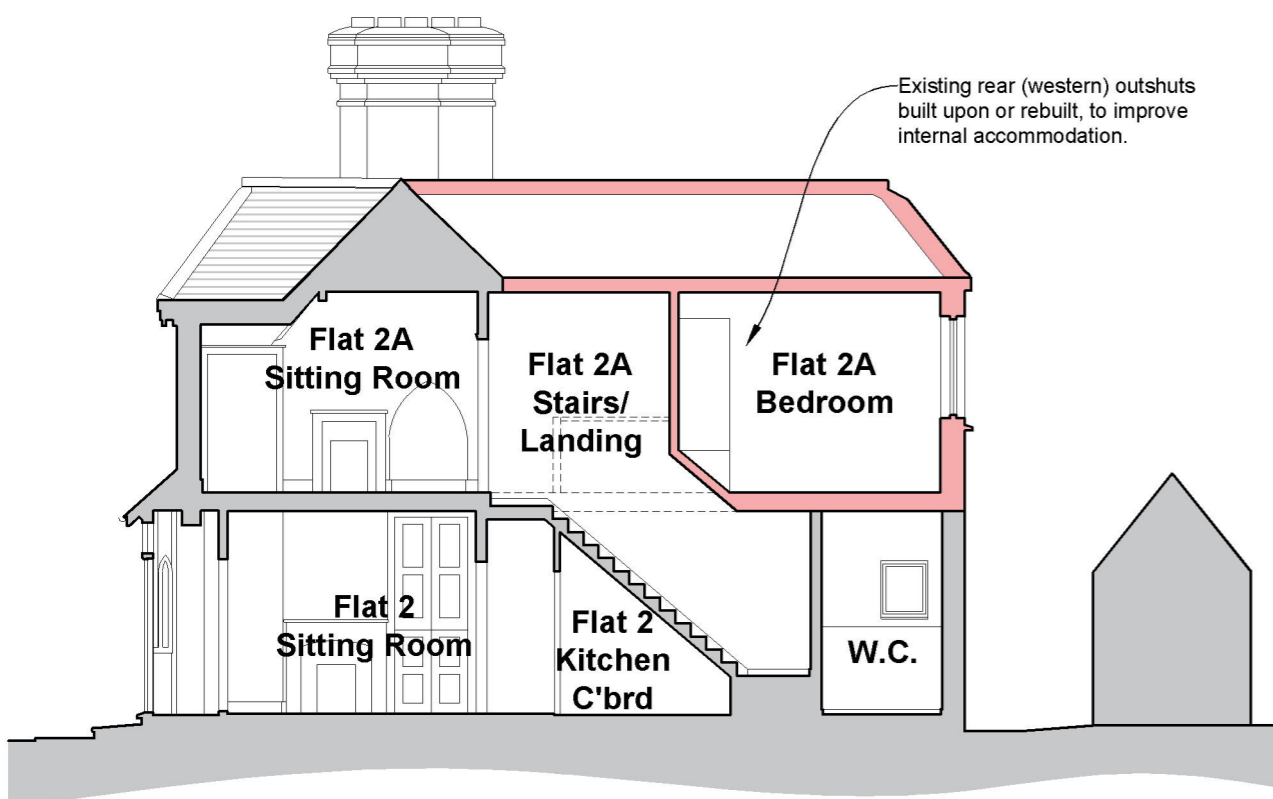 Existing rear (western) outshuts
built upon or rebuilt, to improve
internal accommodation.
Flat 2A
Sitting Room
Flat 2A
Stairs/
Landing
Flat 2A
Bedroom
Flat 2
Sitting Room
Flat 2
Kitchen
C'brd
W.C.